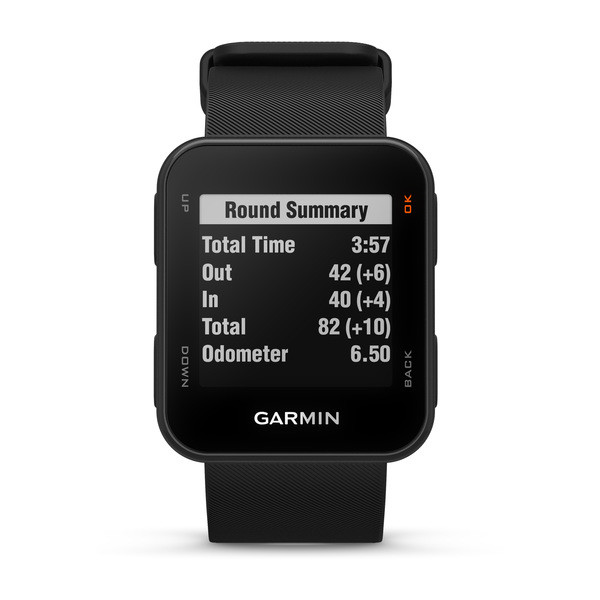 UP
OK
Round Summary
Total Time 3:57
Out 42 (+6)
In 40 (+4)
Total 82 (+10)
Odometer 6.50
DOWN
BACK
GARMIN